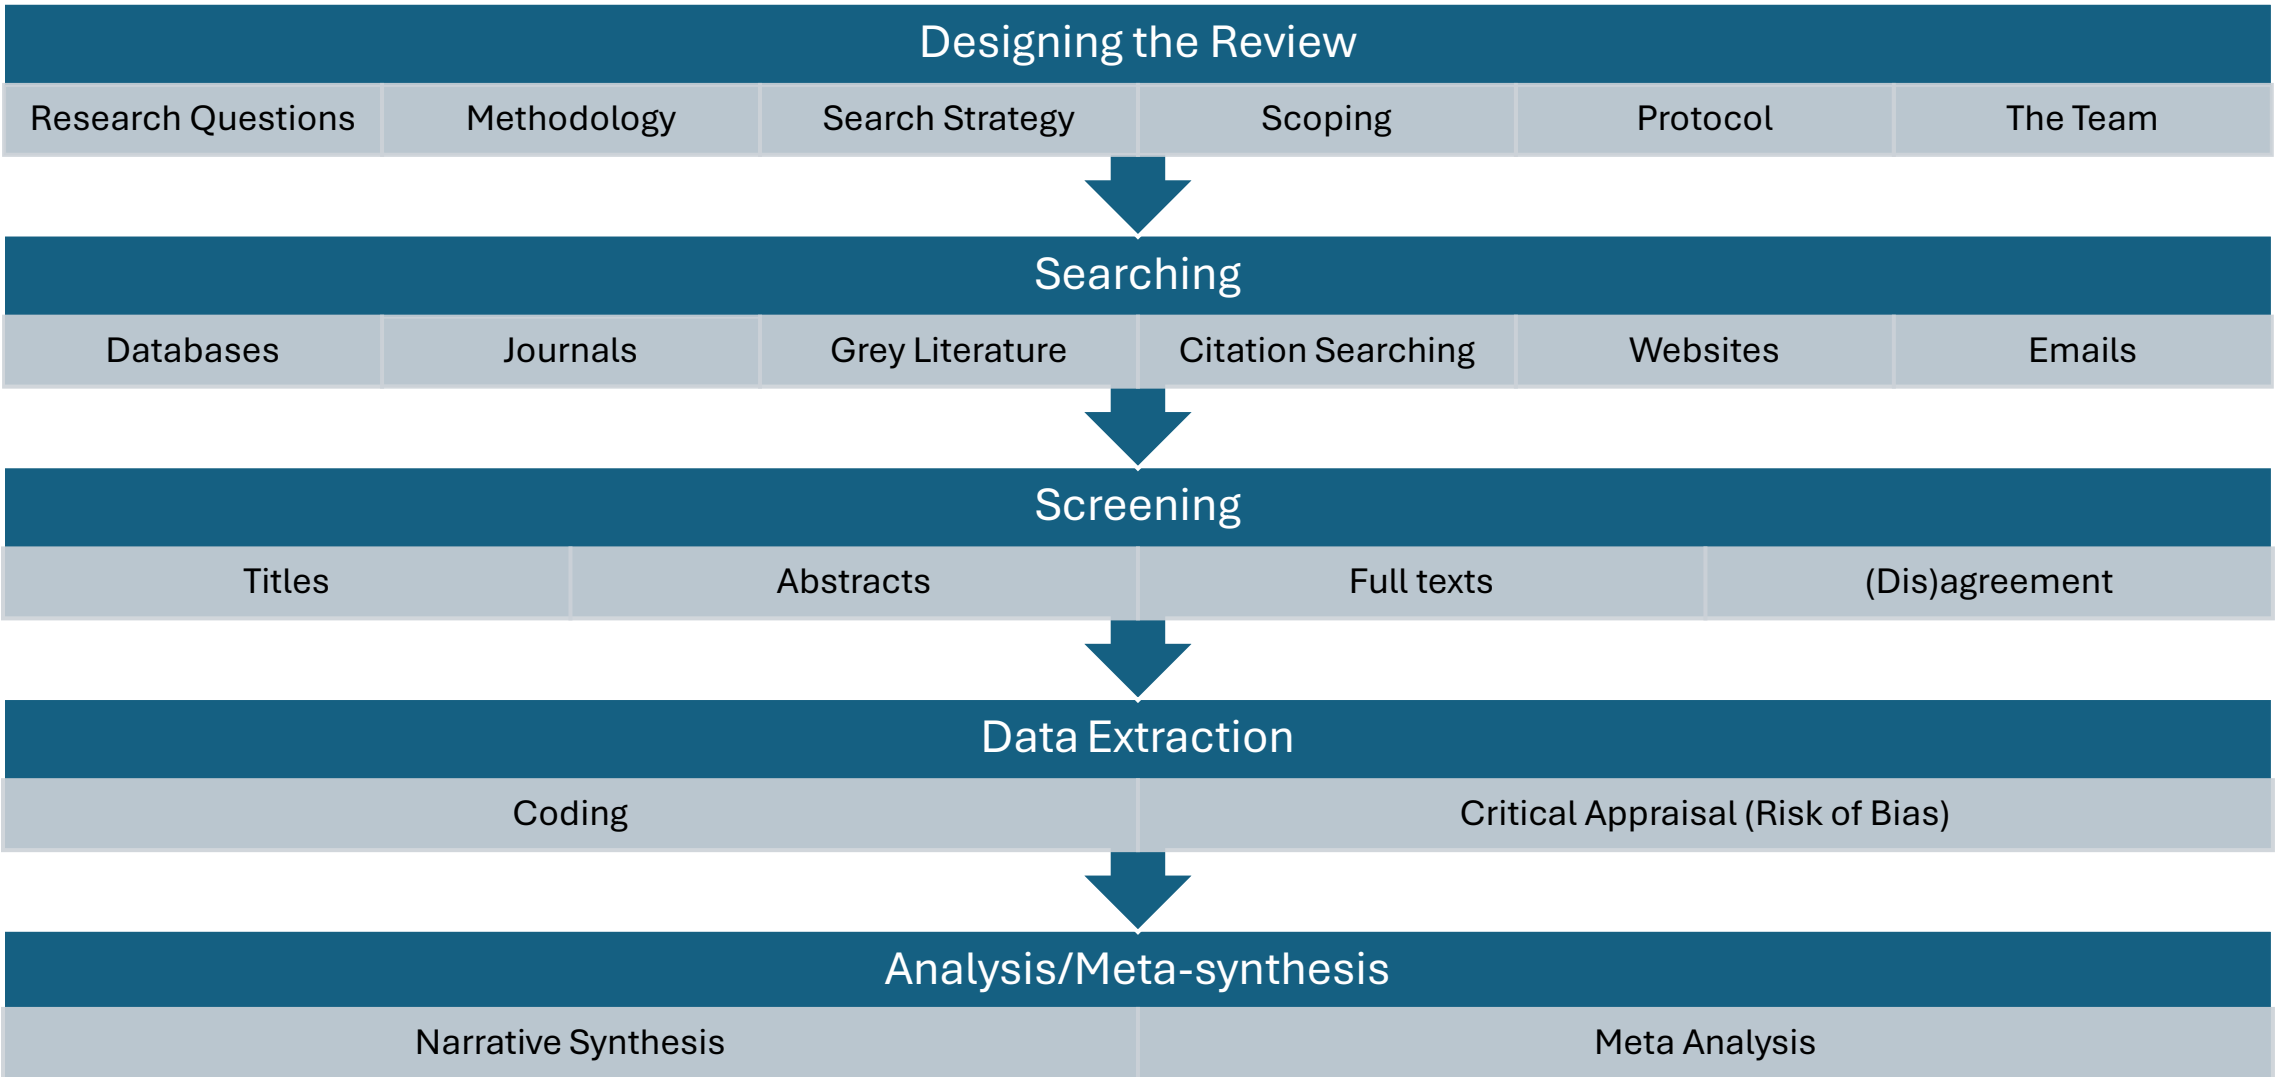 Designing the Review
Research Questions
Methodology
Search Strategy
Scoping
Protocol
The Team
Searching
Databases
Journals
Grey Literature
Citation Searching
Websites
Emails
Screening
Titles
Abstracts
Full texts
(Dis)agreement
Data Extraction
Coding
Critical Appraisal (Risk of Bias)
Analysis/Meta-synthesis
Narrative Synthesis
Meta Analysis